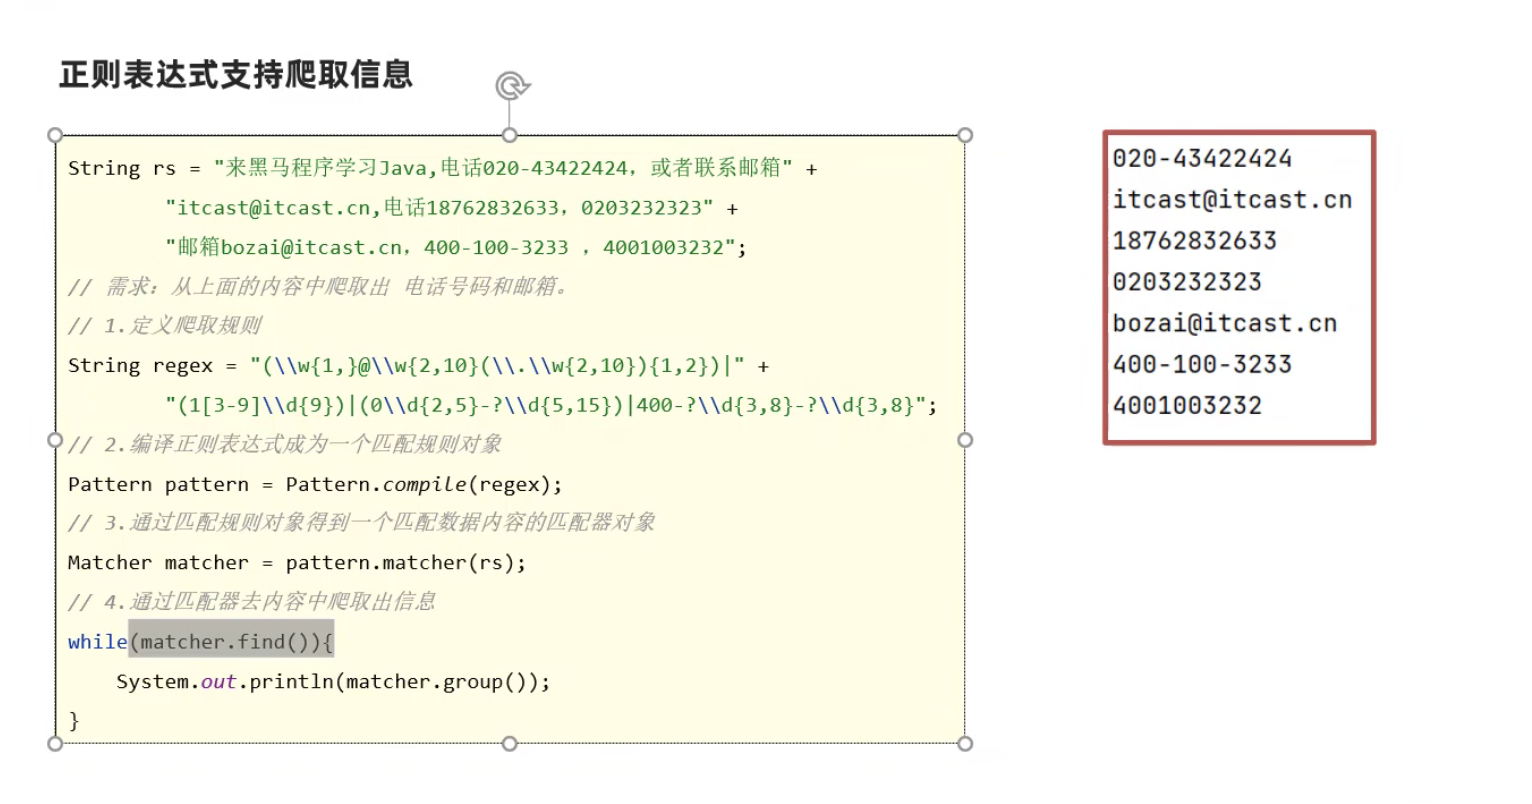 正则表达式支持爬取信息
String rs = "来黑马程序学习Java,电话020-43422424，或者联系邮箱" +
"itcast@itcast.cn,电话18762832633，0203232323" +
"邮箱bozai@itcast.cn，400-100-3233 ，4001003232";
// 需求：从上面的内容中爬取出 电话号码和邮箱。
// 1.定义爬取规则
String regex = "(\\w{1,}@\\w{2,10}(\\.\\w{2,10}){1,2})|" +
"(1[3-9]\\d{9})|(0\\d{2,5}-?\\d{5,15})|400-?\\d{3,8}-?\\d{3,8}";
// 2.编译正则表达式成为一个匹配规则对象
Pattern pattern = Pattern.compile(regex);
// 3.通过匹配规则对象得到一个匹配数据内容的匹配器对象
Matcher matcher = pattern.matcher(rs);
// 4.通过匹配器去内容中爬取出信息
while(matcher.find()){
System.out.println(matcher.group());
}
020-43422424
itcast@itcast.cn
18762832633
0203232323
bozai@itcast.cn
400-100-3233
4001003232